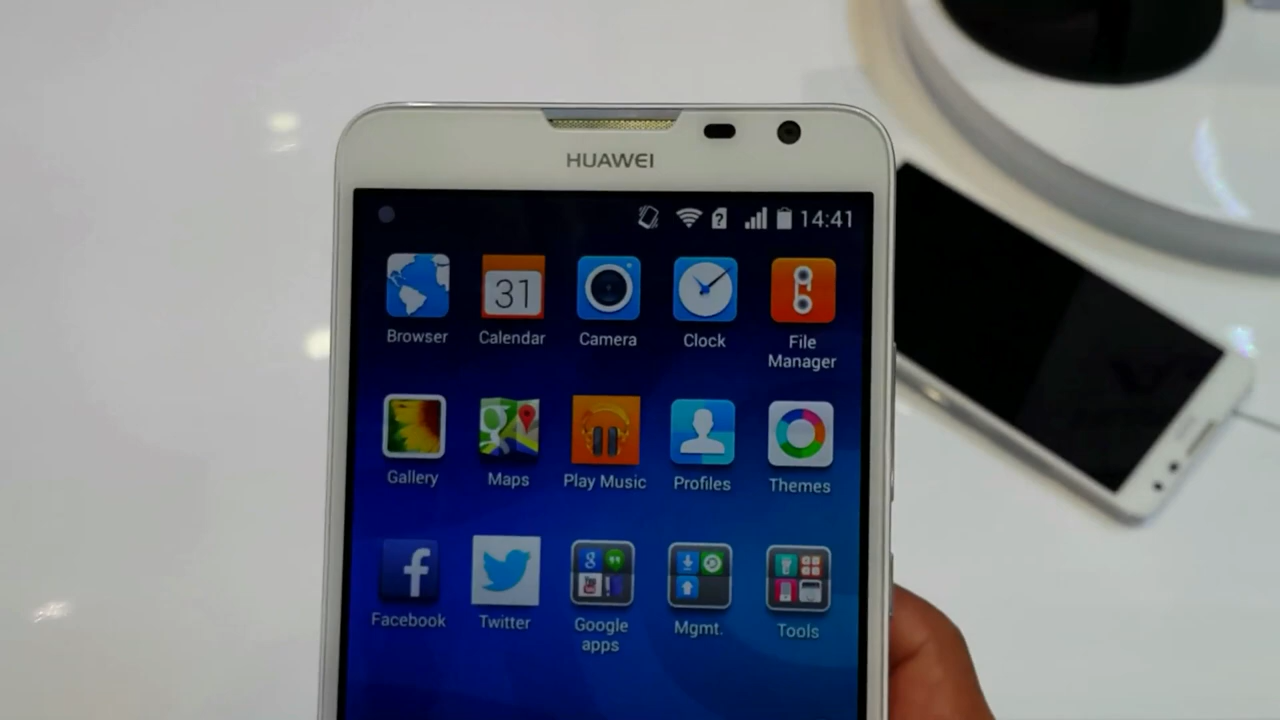 HUAWEI
14:41
31
Browser
Calendar
Camera
Clock
File
Manager
Gallery
Maps
Play Music
Profiles
Themes
Facebook
Twitter
Google
apps
Mgmt.
Tools